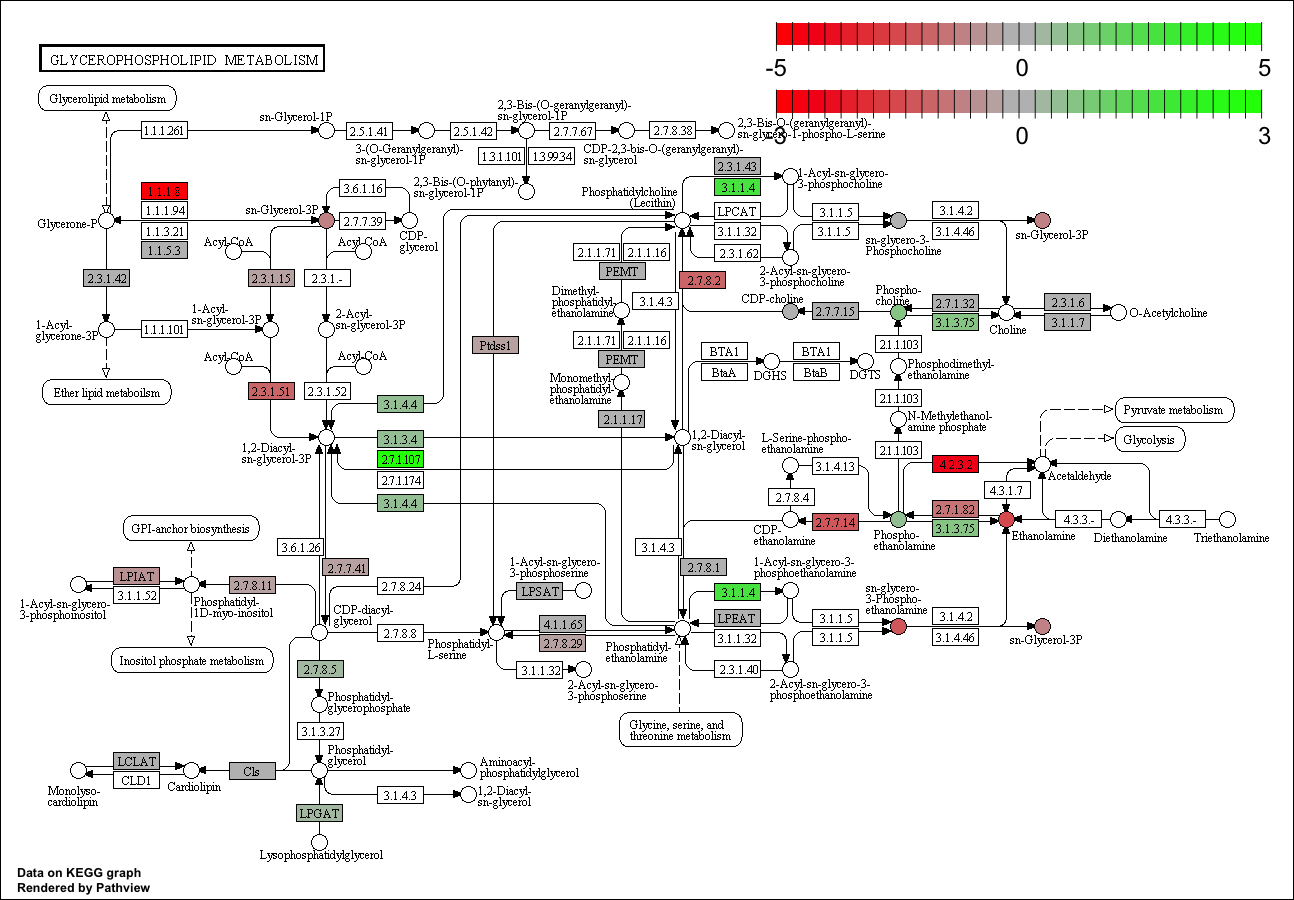 GLYCEROPHOSPHOLIPID METABOLISM
-5 0 5
-3 0 3
Glycerolipid metabolism
1.1.1.261
sn-Glycerol-1P
2.5.1.41
2.5.1.42
2,3-Bis-(O-geranylgeranyl)-
sn-glycerol-1P
2.7.7.67
2.7.8.38
2,3-Bis-O-(geranylgeranyl)-
sn-glycero-1-phospho-L-serine
3-(O-Geranylgeranyl)-
sn-glycerol-1P
1.3.1.101
1.3.99.34
CDP-2,3-bis-O-(geranylgeranyl)-
sn-glycerol
2,3-Bis-(O-phytanyl)-
sn-glycerol-1P
1.1.1.8
1.1.1.94
1.1.3.21
1.1.5.3
Glycerone-P
sn-Glycerol-3P
3.6.1.16
2.7.7.39
CDP-
glycerol
Acyl-CoA
Acyl-CoA
2.3.1.42
2.3.1.15
2.3.1.-
1-Acyl-
glycerone-3P
1.1.1.101
1-Acyl-
sn-glycerol-3P
2-Acyl-
sn-glycerol-3P
Acyl-CoA
Acyl-CoA
Ether lipid metaboilsm
2.3.1.51
2.3.1.52
1,2-Diacyl-
sn-glycerol-3P
3.1.4.4
3.1.3.4
2.7.1.107
2.7.1.174
3.1.4.4
Ptdss1
Phosphatidylcholine
(Lecithin)
2.3.1.43
3.1.1.4
LPCAT
3.1.1.32
2.3.1.62
1-Acyl-sn-glycero-
3-phosphocholine
2-Acyl-sn-glycero-
3-phosphocholine
3.1.1.5
3.1.1.5
sn-glycero-3-
Phosphocholine
3.1.4.2
3.1.4.46
sn-Glycerol-3P
2.1.1.71
2.1.1.16
PEMT
Dimethyl-
phosphatidyl-
ethanolamine
3.1.4.3
2.7.8.2
CDP-choline
2.7.7.15
Phospho-
choline
2.7.1.32
3.1.3.75
Choline
2.3.1.6
3.1.1.7
O-Acetylcholine
2.1.1.71
2.1.1.16
PEMT
Monomethyl-
phosphatidyl-
ethanolamine
2.1.1.17
BTA1
BtaA
DGHS
BTA1
BtaB
DGTS
2.1.1.103
Phosphodimethyl-
ethanolamine
2.1.1.103
N-Methylethanol-
amine phosphate
2.1.1.103
Pyruvate metabolism
Glycolysis
1,2-Diacyl-
sn-glycerol
L-Serine-phospho-
ethanolamine
3.1.4.13
2.7.8.4
CDP-
ethanolamine
2.7.7.14
Phospho-
ethanolamine
4.2.3.2
Acetaldehyde
4.3.1.7
2.7.1.82
3.1.3.75
Ethanolamine
4.3.3.-
Diethanolamine
4.3.3.-
Triethanolamine
GPI-anchor biosynthesis
3.6.1.26
2.7.7.41
3.1.4.3
2.7.8.1
LPIAT
3.1.1.52
1-Acyl-sn-glycero-
3-phosphoinositol
2.7.8.11
Phosphatidyl-
1D-myo-inositol
2.7.8.24
CDP-diacyl-
glycerol
2.7.8.8
1-Acyl-sn-glycero-
3-phosphoserine
LPSAT
Phosphatidyl-
L-serine
4.1.1.65
2.7.8.29
3.1.1.32
2-Acyl-sn-glycero-
3-phosphoserine
Phosphatidyl-
ethanolamine
1-Acyl-sn-glycero-3-
phosphoethanolamine
3.1.1.4
LPEAT
3.1.1.32
2.3.1.40
2-Acyl-sn-glycero-3-
phosphoethanolamine
3.1.1.5
3.1.1.5
sn-glycero-
3-Phospho-
ethanolamine
3.1.4.2
3.1.4.46
sn-Glycerol-3P
Inositol phosphate metabolism
2.7.8.5
Phosphatidyl-
glycerophosphate
3.1.3.27
Glycine, serine, and
threonine metabolism
Phosphatidyl-
glycerol
LCLAT
CLD1
Monolyso-
cardiolipin
Cardiolipin
Cls
Aminoacyl-
phosphatidylglycerol
3.1.4.3
1,2-Diacyl-
sn-glycerol
LPGAT
Lysophosphatidylglycerol
Data on KEGG graph
Rendered by Pathview